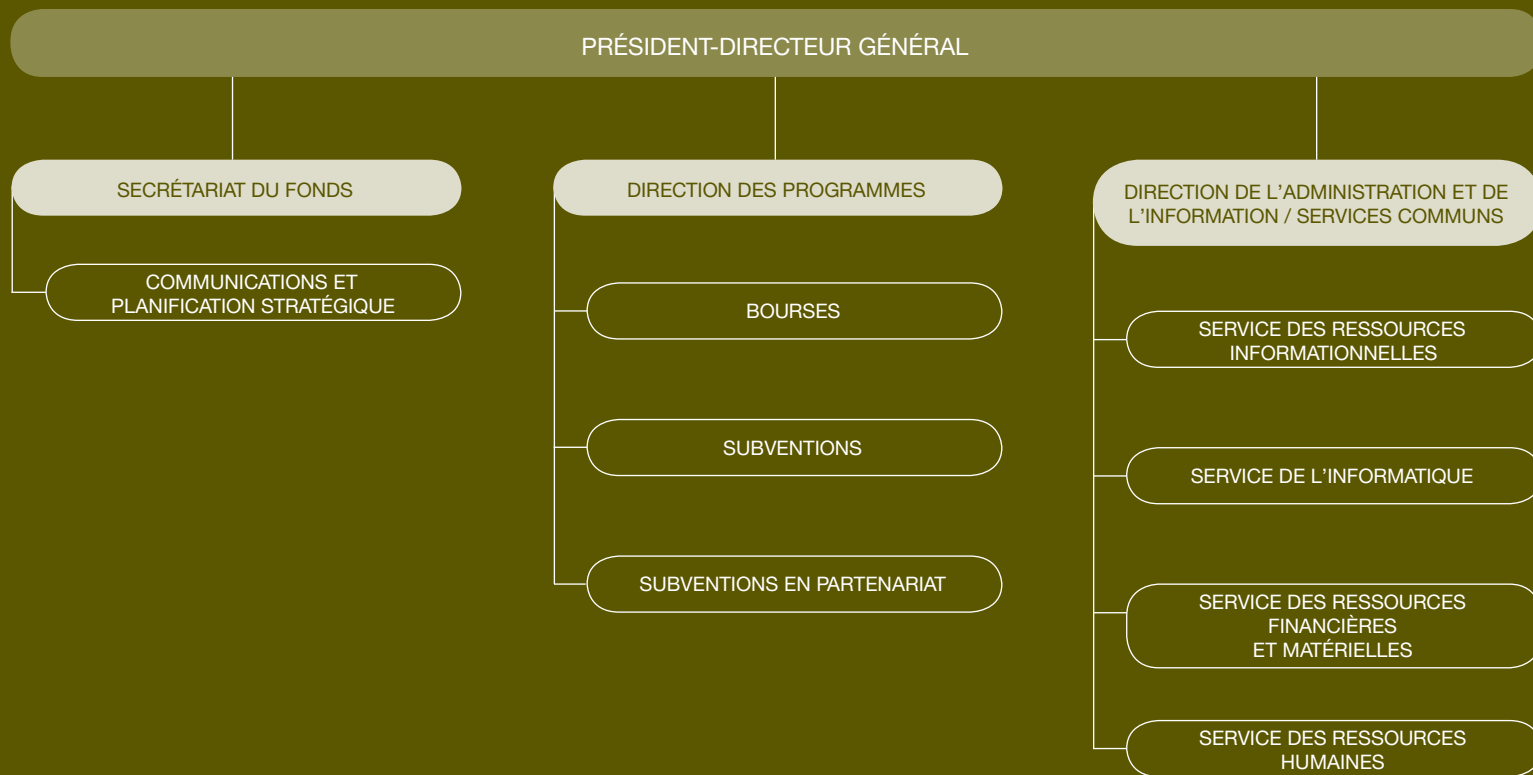 PRÉSIDENT-DIRECTEUR GÉNÉRAL
SECRÉTARIAT DU FONDS
COMMUNICATIONS ET
PLANIFICATION STRATÉGIQUE
DIRECTION DES PROGRAMMES
BOURSES
SUBVENTIONS
SUBVENTIONS EN PARTENARIAT
DIRECTION DE L’ADMINISTRATION ET DE
L’INFORMATION / SERVICES COMMUNS
SERVICE DES RESSOURCES
INFORMATIONNELLES
SERVICE DE L’INFORMATIQUE
SERVICE DES RESSOURCES
FINANCIÈRES
ET MATÉRIELLES
SERVICE DES RESSOURCES
HUMAINES